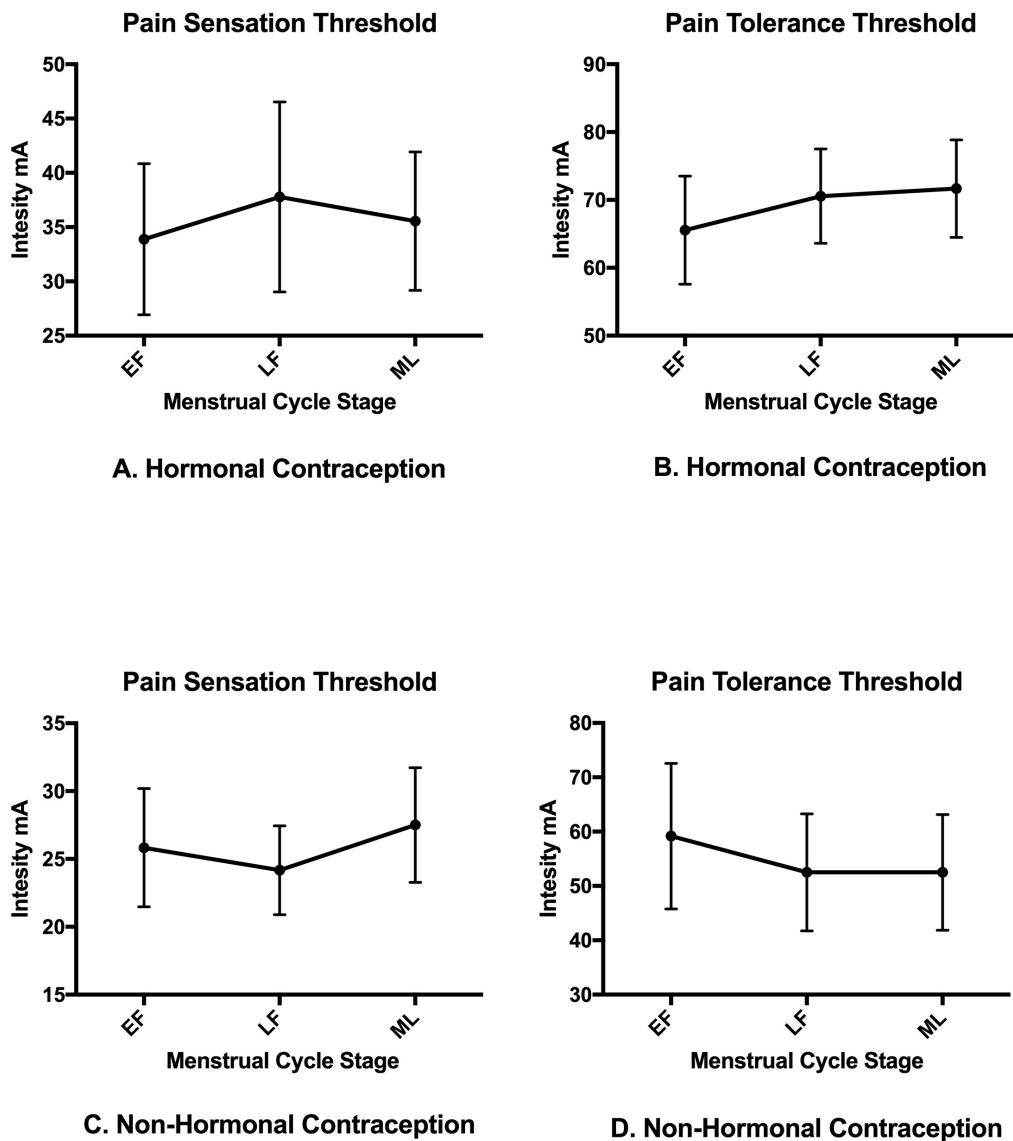 Pain Sensation Threshold
50
45
40
35
30
25
Intesity mA
EF
LF
ML
Menstrual Cycle Stage
A. Hormonal Contraception
Pain Tolerance Threshold
90
80
70
60
50
Intesity mA
EF
LF
ML
Menstrual Cycle Stage
B. Hormonal Contraception
Pain Sensation Threshold
35
30
25
20
15
Intesity mA
EF
LF
ML
Menstrual Cycle Stage
C. Non-Hormonal Contraception
Pain Tolerance Threshold
80
70
60
50
40
30
Intesity mA
EF
LF
ML
Menstrual Cycle Stage
D. Non-Hormonal Contraception